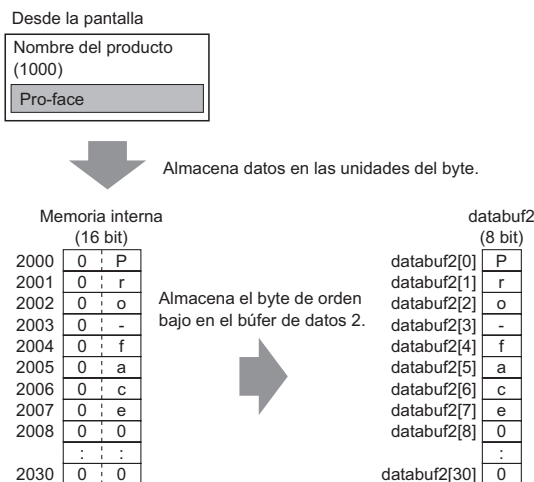 Desde la pantalla
Nombre del producto
(1000)
Pro-face
Almacena datos en las unidades del byte.
Memoria interna
(16 bit)
2000 0 P
2001 0 r
2002 0 o
2003 0 -
2004 0 f
2005 0 a
2006 0 c
2007 0 e
2008 0 0
: :
2030 0 0
Almacena el byte de orden
bajo en el búfer de datos 2.
databuf2
(8 bit)
databuf2[0] P
databuf2[1] r
databuf2[2] o
databuf2[3] -
databuf2[4] f
databuf2[5] a
databuf2[6] c
databuf2[7] e
databuf2[8] 0
:
databuf2[30] 0